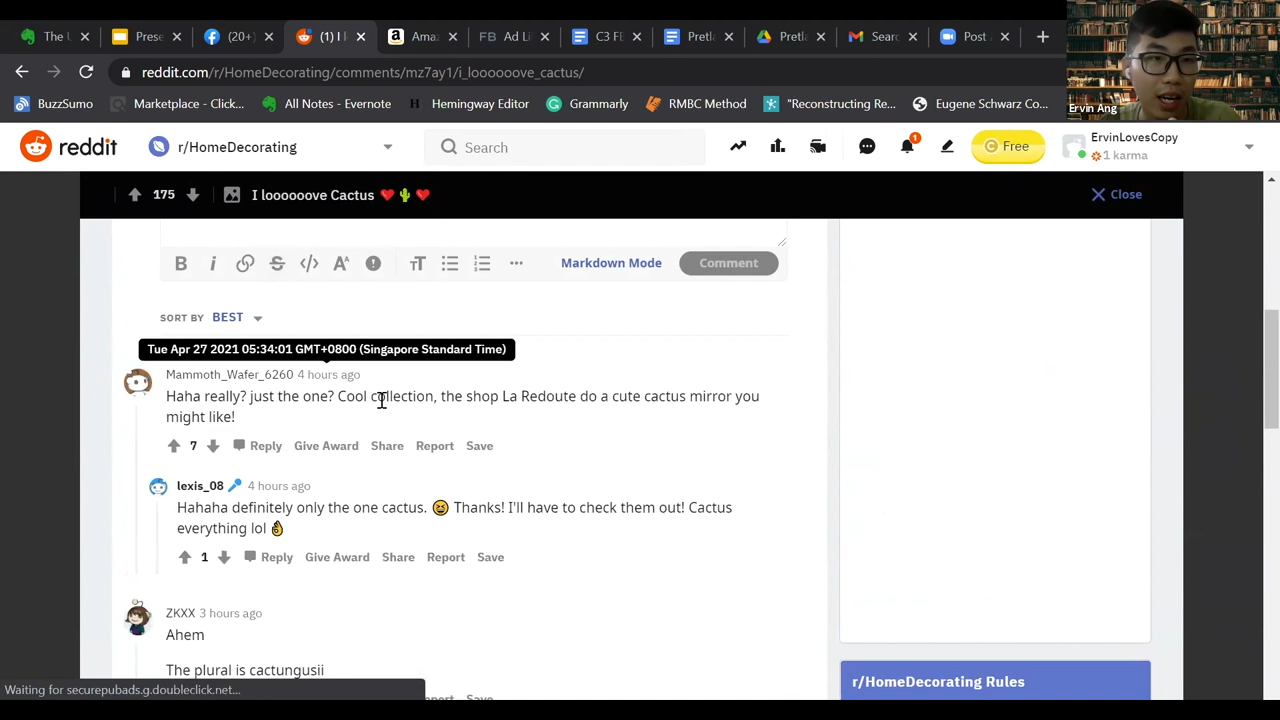 The U
Prese
(20+)
(1) I l
Amaz
FB Ad Li
C3 FE
Pretla
Pretla
Searc
Post A
reddit.com/r/HomeDecorating/comments/mz7ay1/i_loooooove_cactus/
BuzzSumo
Marketplace - Click...
All Notes - Evernote
Hemingway Editor
Grammarly
RMBC Method
"Reconstructing Re...
Eugene Schwarz Co...
Ervin Ang
reddit
r/HomeDecorating
Search
1
Free
ErvinLovesCopy
1 karma
175
I loooooove Cactus ❤️🌵❤️
Close
Markdown Mode
Comment
SORT BY BEST
Tue Apr 27 2021 05:34:01 GMT+0800 (Singapore Standard Time)
Mammoth_Wafer_6260 4 hours ago
Haha really? just the one? Cool collection, the shop La Redoute do a cute cactus mirror you
might like!
7 Reply Give Award Share Report Save
lexis_08 4 hours ago
Hahaha definitely only the one cactus. 😆 Thanks! I'll have to check them out! Cactus
everything lol 👌
1 Reply Give Award Share Report Save
ZKXX 3 hours ago
Ahem
The plural is cactungusii
Waiting for securepubads.g.doubleclick.net...
r/HomeDecorating Rules